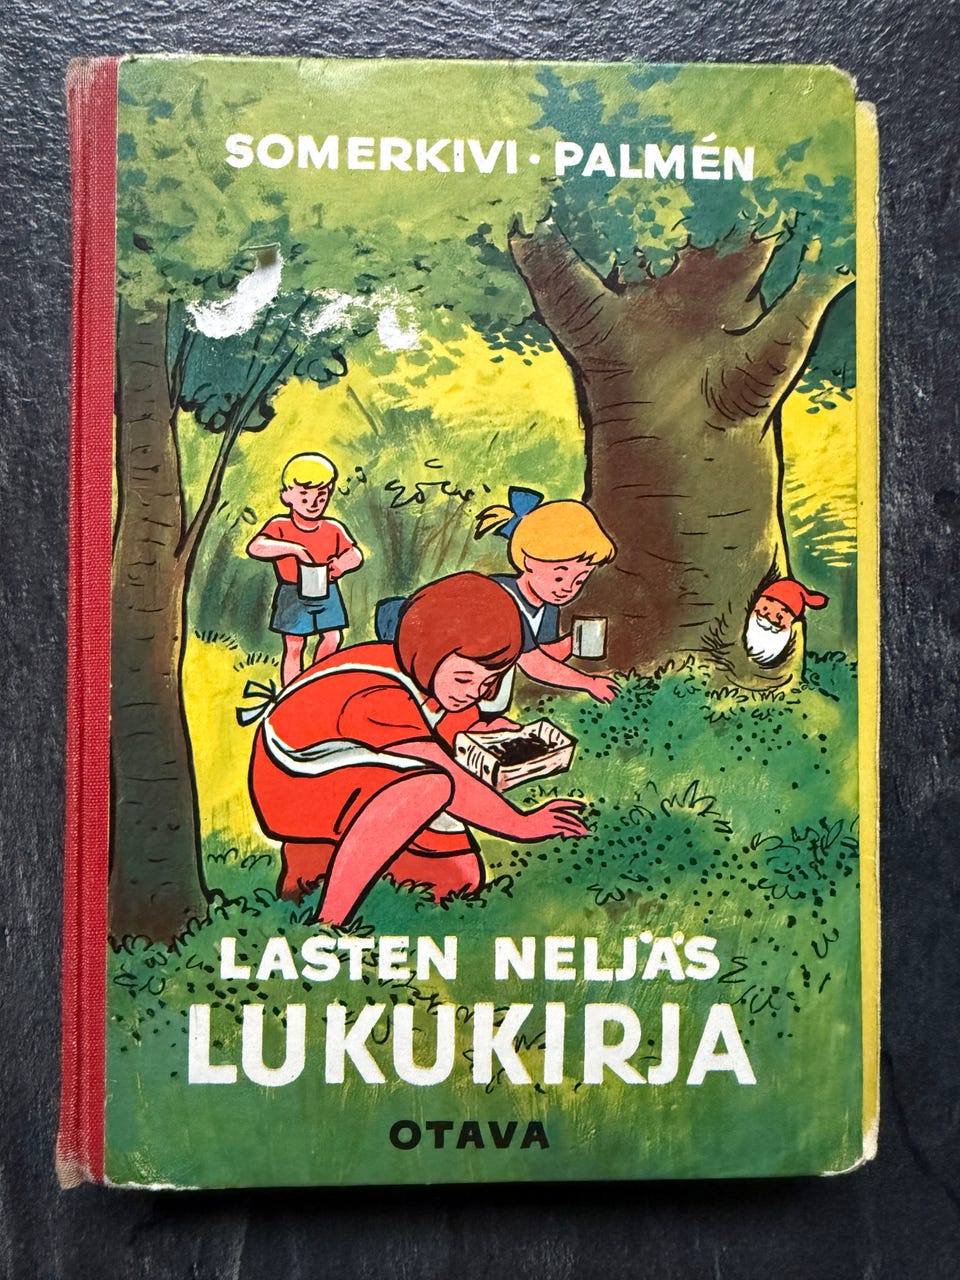 SOMERKIVI · PALMÉN
LASTEN NELJÄS
LUKUKIRJA
OTAVA